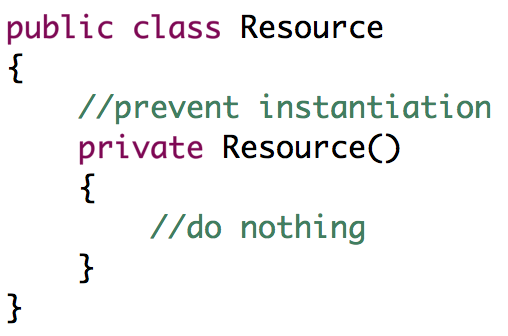 public class Resource
{
    //prevent instantiation
    private Resource()
    {
        //do nothing
    }
}